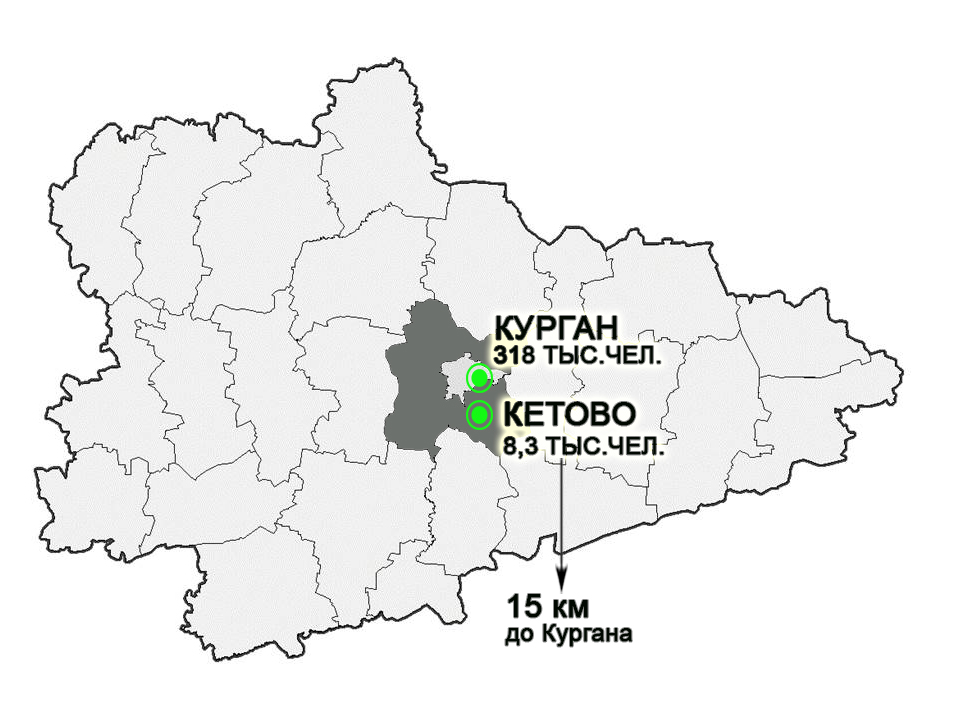 КУРГАН
318 ТЫС.ЧЕЛ.
КЕТОВО
8,3 ТЫС.ЧЕЛ.
15 км
до Кургана